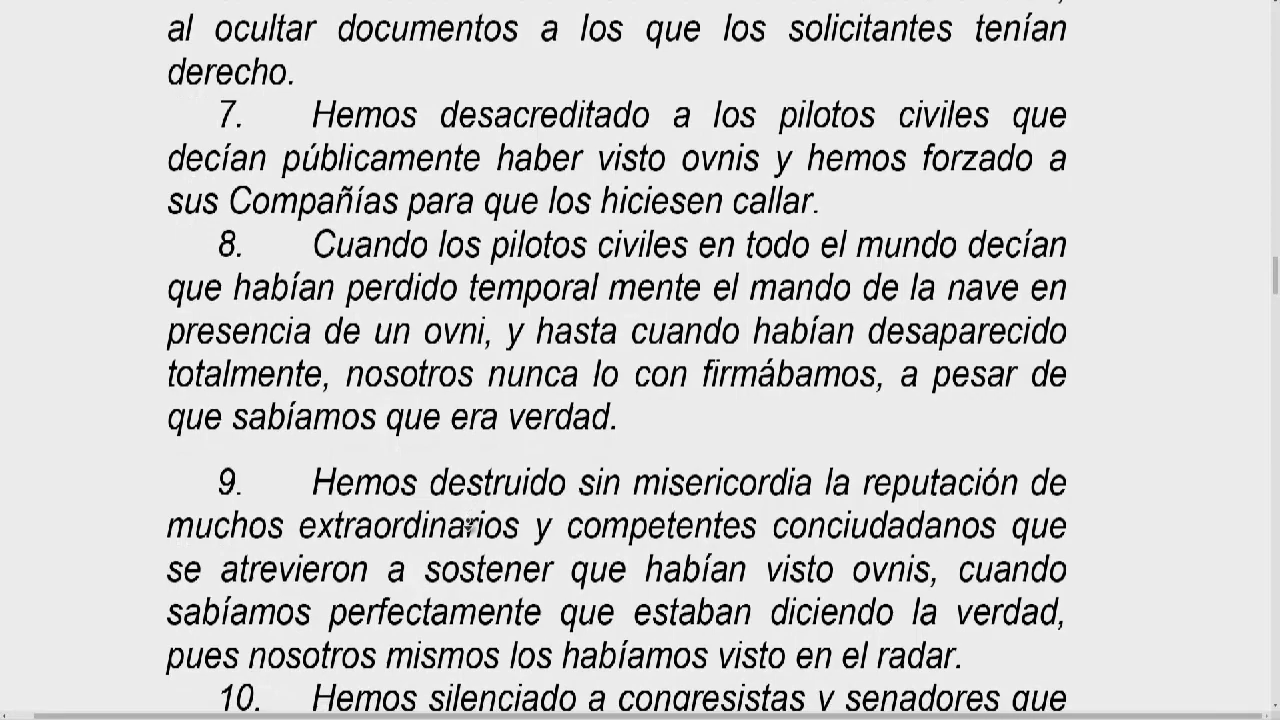 al ocultar documentos a los que los solicitantes tenían
derecho.
7. Hemos desacreditado a los pilotos civiles que
decían públicamente haber visto ovnis y hemos forzado a
sus Compañías para que los hiciesen callar.
8. Cuando los pilotos civiles en todo el mundo decían
que habían perdido temporal mente el mando de la nave en
presencia de un ovni, y hasta cuando habían desaparecido
totalmente, nosotros nunca lo con firmábamos, a pesar de
que sabíamos que era verdad.
9. Hemos destruido sin misericordia la reputación de
muchos extraordinarios y competentes conciudadanos que
se atrevieron a sostener que habían visto ovnis, cuando
sabíamos perfectamente que estaban diciendo la verdad,
pues nosotros mismos los habíamos visto en el radar.
10. Hemos silenciado a congresistas y senadores que